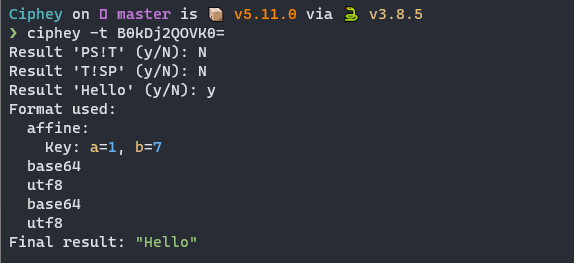 Ciphey on master is 📦 v5.11.0 via 🐍 v3.8.5
❯ ciphey -t B0kDj2QOVK0=
Result 'PS!T' (y/N): N
Result 'T!SP' (y/N): N
Result 'Hello' (y/N): y
Format used:
  affine:
    Key: a=1, b=7
  base64
  utf8
  base64
  utf8
Final result: "Hello"